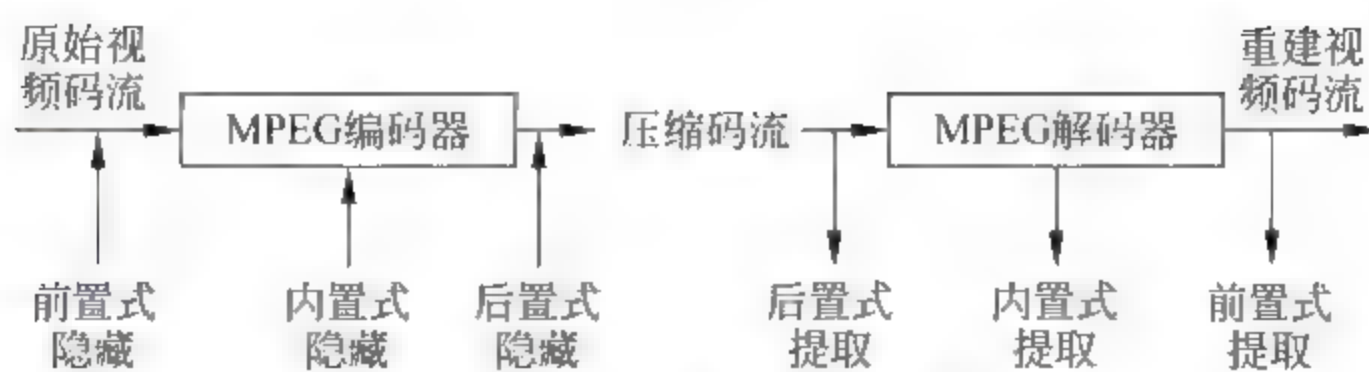 原始视
频码流
MPEG编码器
压缩码流
MPEG解码器
重建视
频码流
前置式
隐藏
内置式
隐藏
后置式
隐藏
后置式
提取
内置式
提取
前置式
提取